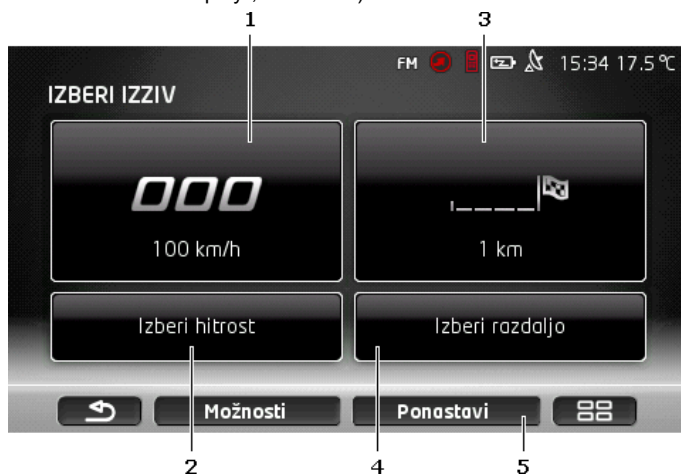 1 3
FM 15:34 17.5 °C
IZBERI IZZIV
000
100 km/h 1 km
Izberi hitrost Izberi razdaljo
Možnosti Ponastavi
2 4 5